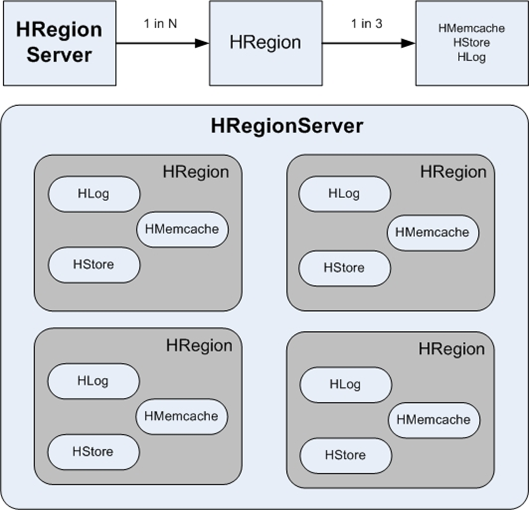 HRegion
Server
1 in N
HRegion
1 in 3
HMemcache
HStore
HLog
HRegionServer
HRegion
HLog
HMemcache
HStore
HRegion
HLog
HMemcache
HStore
HRegion
HLog
HMemcache
HStore
HRegion
HLog
HMemcache
HStore